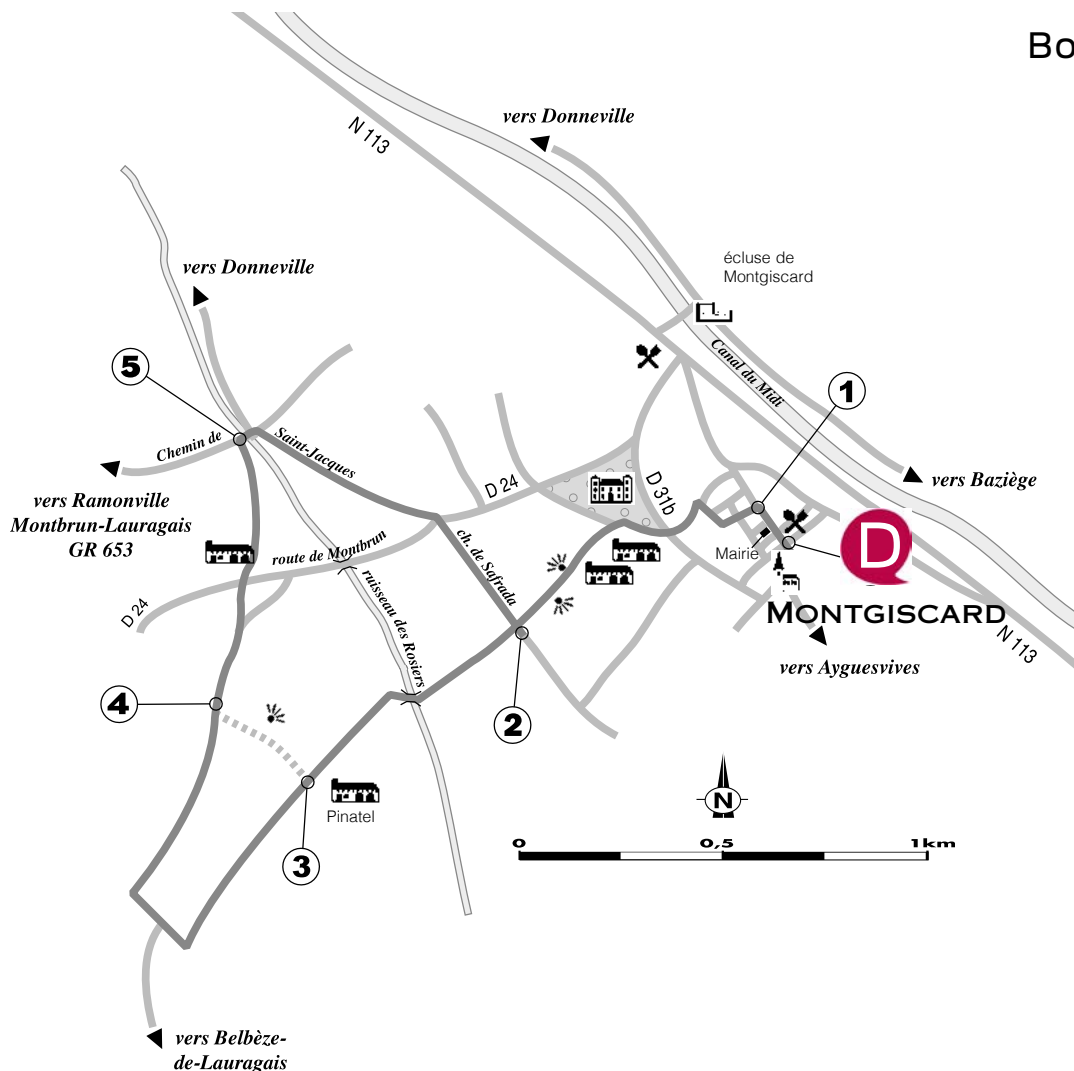 Bo
vers Donneville
N 113
écluse de
Montgiscard
vers Donneville
Canal du Midi
5
1
Chemin de
Saint-Jacques
vers Bazière
vers Ramonville
Montbrun-Lauragais
GR 653
D 24
D 31b
D
Mairie
route de Montbrun
ch. de Safrada
D 24
ruisseau des Rosiers
MONTGISCARD
N 113
vers Ayguesvives
4
2
N
Pinatel
0
0,5
1km
3
vers Belbèze-
de-Lauragais